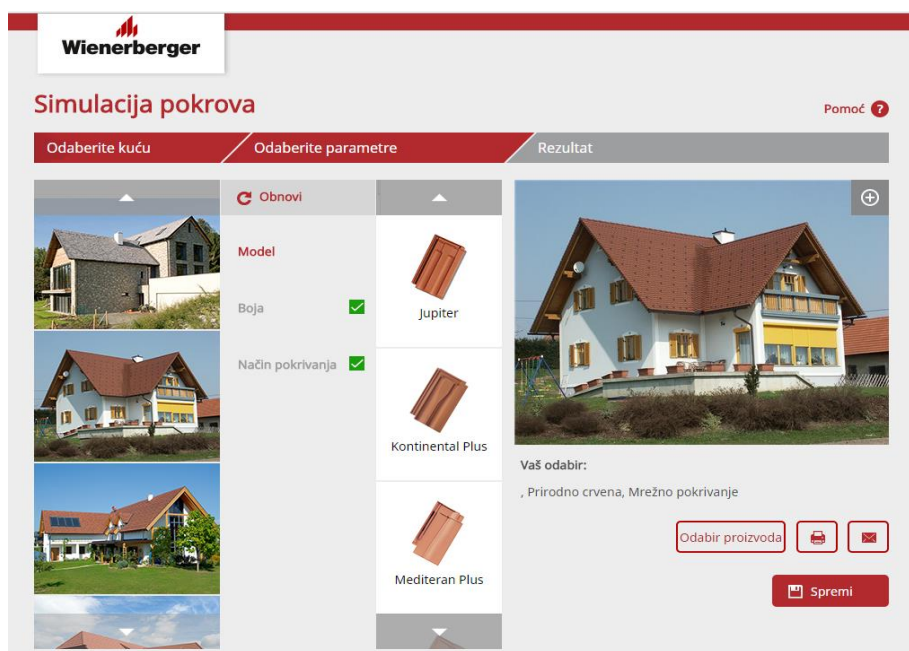 Wienerberger
Simulacija pokrova
Pomoć ?
Odaberite kuću
Odaberite parametre
Rezultat
Obnovi
Model
Boja
Način pokrivanja
Jupiter
Kontinental Plus
Mediteran Plus
Vaš odabir:
, Prirodno crvena, Mrežno pokrivanje
Odabir proizvoda
Spremi